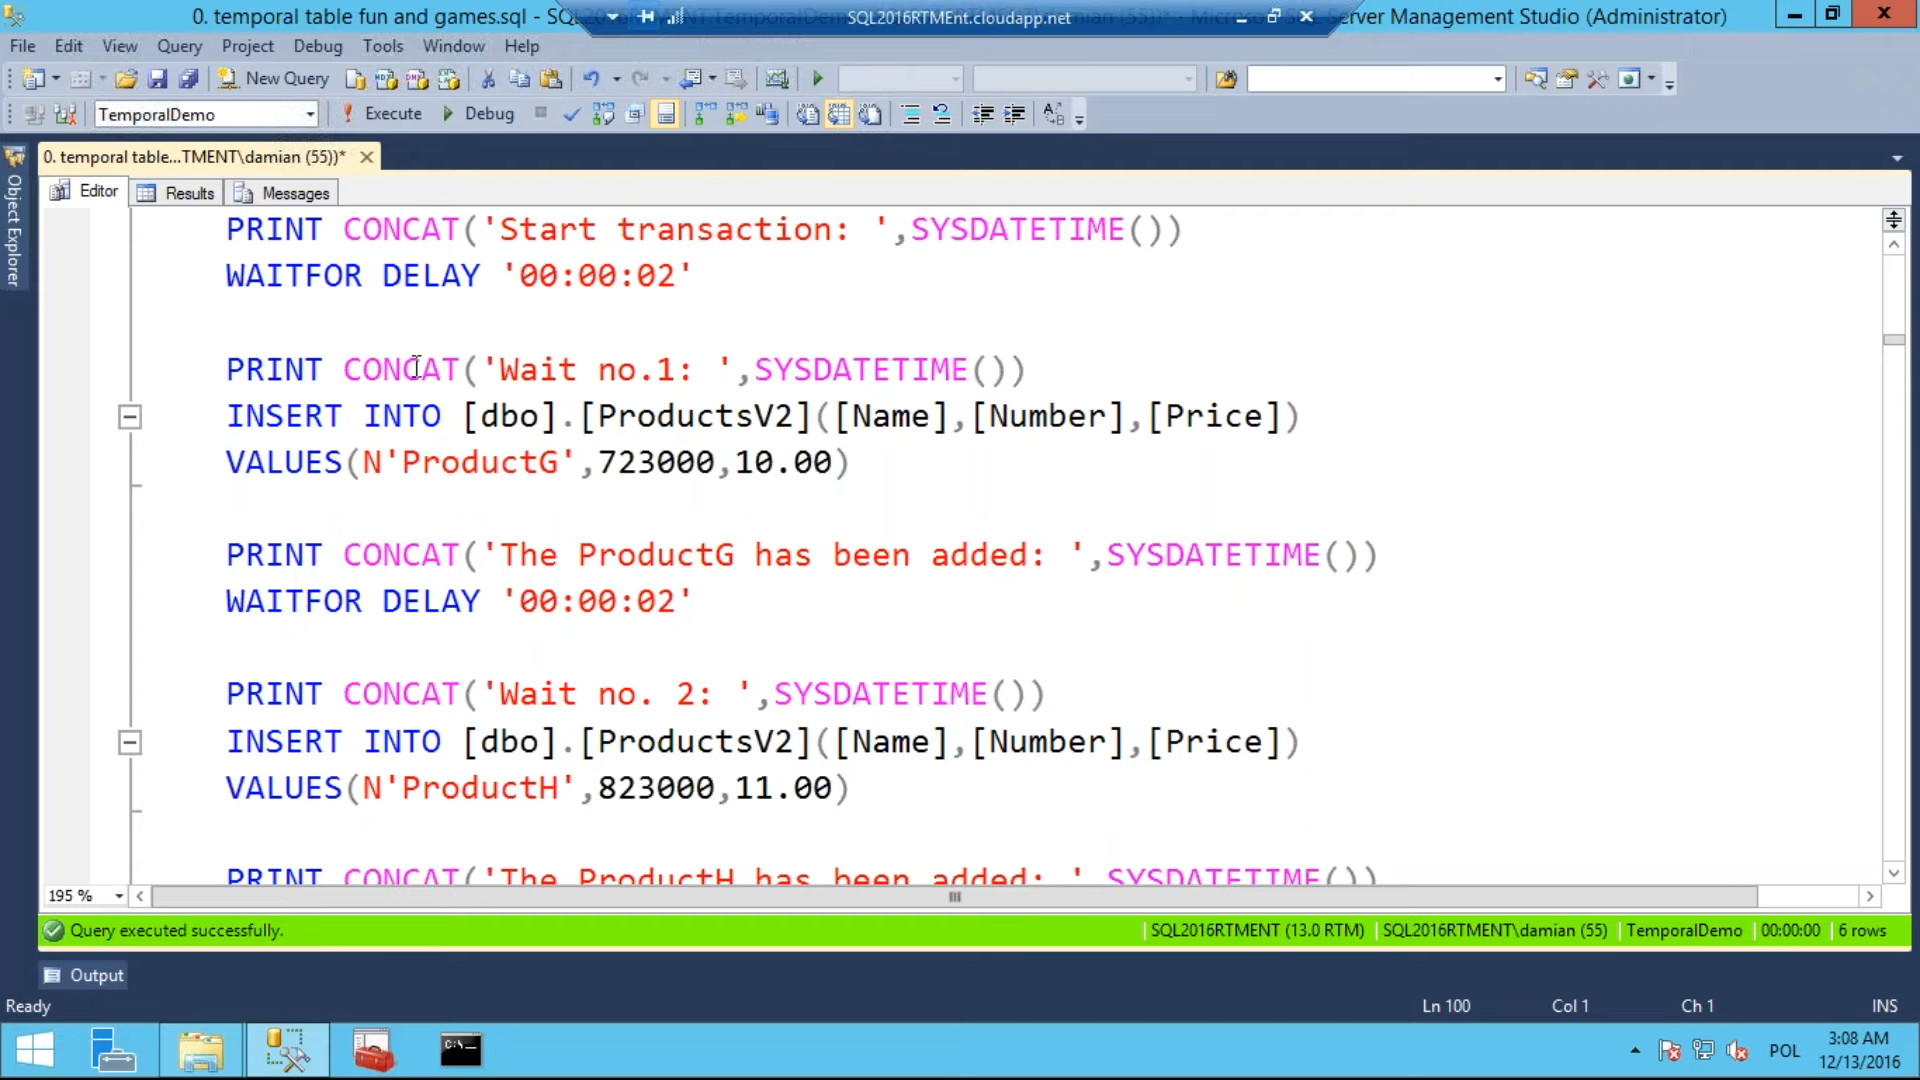 0. temporal table fun and games.sql - SQL
SQL2016RTMEnt.cloudapp.net
Server Management Studio (Administrator)
File Edit View Query Project Debug Tools Window Help
New Query
TemporalDemo Execute Debug
0. temporal table...TMENT\damian (55))*
Object Explorer
Editor Results Messages
PRINT CONCAT('Start transaction: ',SYSDATETIME())
WAITFOR DELAY '00:00:02'
PRINT CONCAT('Wait no.1: ',SYSDATETIME())
INSERT INTO [dbo].[ProductsV2]([Name],[Number],[Price])
VALUES(N'ProductG',723000,10.00)
PRINT CONCAT('The ProductG has been added: ',SYSDATETIME())
WAITFOR DELAY '00:00:02'
PRINT CONCAT('Wait no. 2: ',SYSDATETIME())
INSERT INTO [dbo].[ProductsV2]([Name],[Number],[Price])
VALUES(N'ProductH',823000,11.00)
PRINT CONCAT('The ProductH has been added: ',SYSDATETIME())
195 %
Query executed successfully. SQL2016RTMENT (13.0 RTM) SQL2016RTMENT\damian (55) TemporalDemo 00:00:00 6 rows
Output
Ready Ln 100 Col 1 Ch 1 INS
C:\_
POL
3:08 AM
12/13/2016